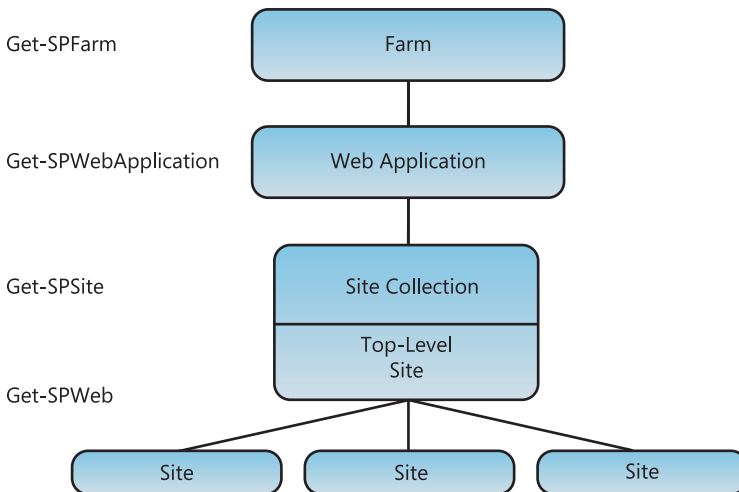 Get-SPFarm
Farm
Get-SPWebApplication
Web Application
Get-SPSite
Site Collection
Top-Level
Site
Get-SPWeb
Site
Site
Site